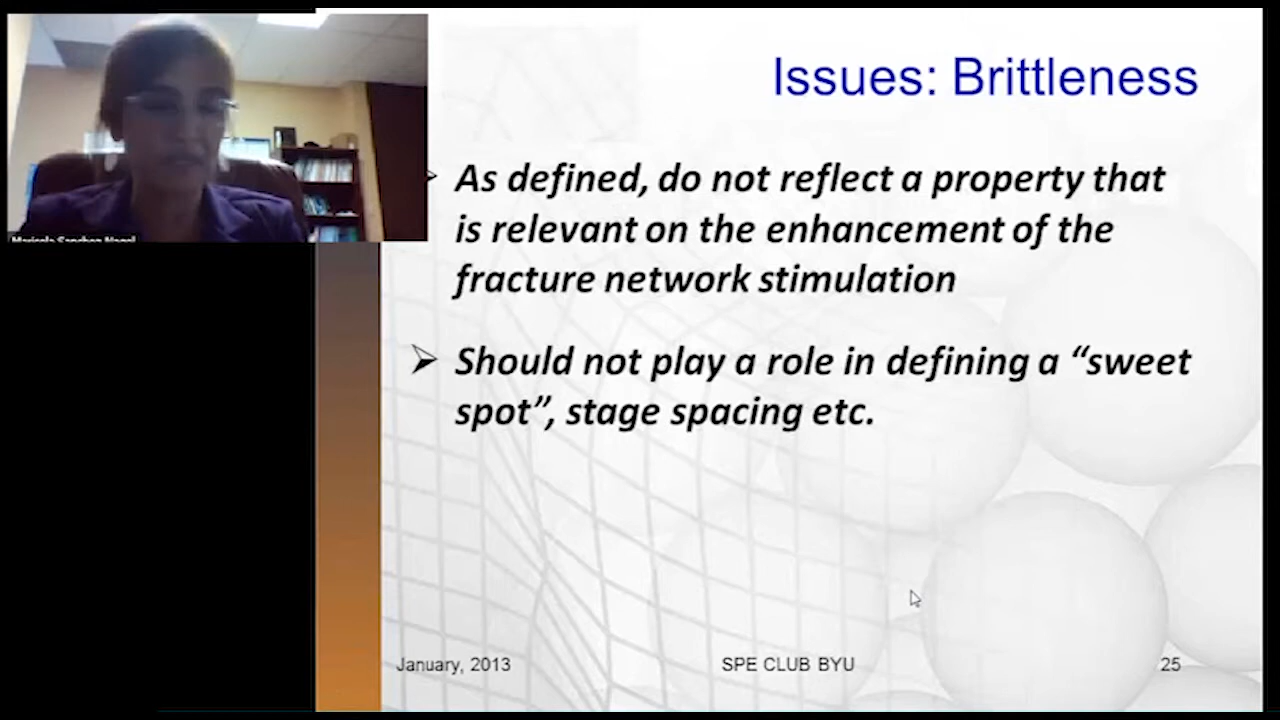 Issues: Brittleness
As defined, do not reflect a property that
is relevant on the enhancement of the
fracture network stimulation
Should not play a role in defining a “sweet
spot”, stage spacing etc.
January, 2013
SPE CLUB BYU
25